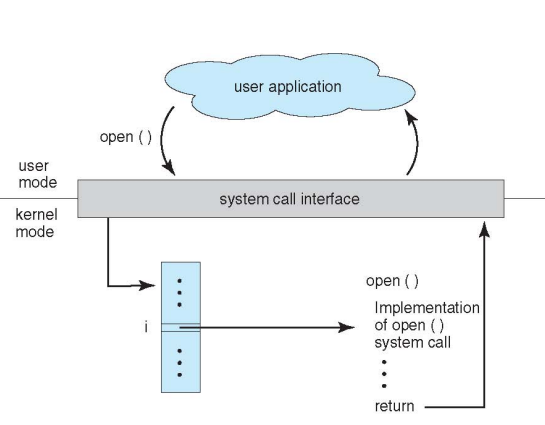 user application
open ( )
user
mode
system call interface
kernel
mode
open ( )
i
Implementation
of open ( )
system call
return